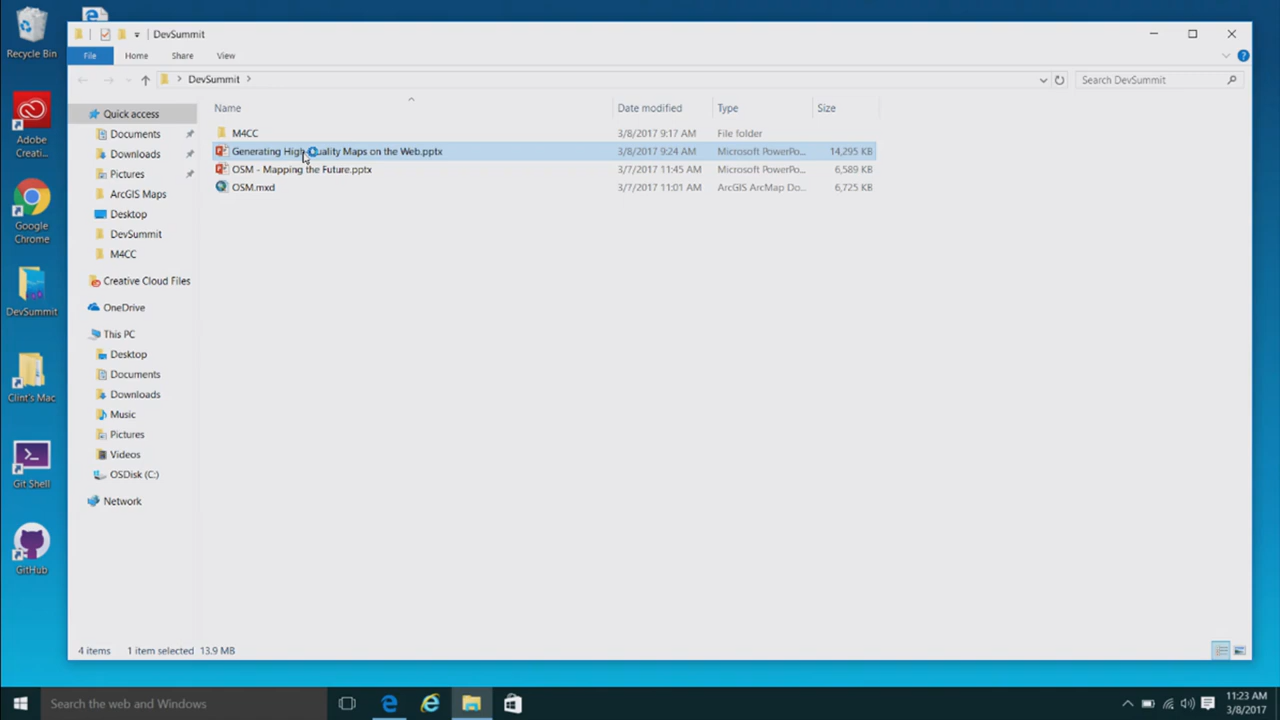 DevSummit
File Home Share View
DevSummit
Search DevSummit
Name Date modified Type Size
M4CC 3/8/2017 9:17 AM File folder
Generating High Quality Maps on the Web.pptx 3/8/2017 9:24 AM Microsoft PowerPo... 14,295 KB
OSM - Mapping the Future.pptx 3/7/2017 11:45 AM Microsoft PowerPo... 6,589 KB
OSM.mxd 3/7/2017 11:01 AM ArcGIS ArcMap Do... 6,725 KB
Quick access
Documents
Downloads
Pictures
ArcGIS Maps
Desktop
DevSummit
M4CC
Creative Cloud Files
OneDrive
This PC
Desktop
Documents
Downloads
Music
Pictures
Videos
OSDisk (C:)
Network
4 items 1 item selected 13.9 MB
Recycle Bin
Adobe
Creati...
Google
Chrome
DevSummit
Clint's Mac
Git Shell
GitHub
Search the web and Windows
11:23 AM
3/8/2017